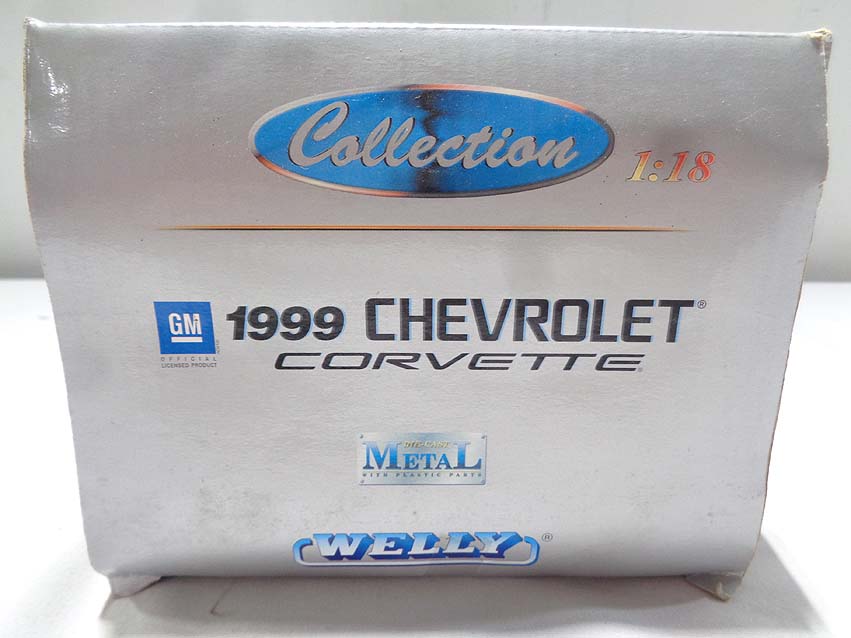 Collection
1:18
GM
OFFICIAL
LICENSED PRODUCT
1999 CHEVROLET®
CORVETTE®
DIE-CAST
METAL
WITH PLASTIC PARTS
WELLY®